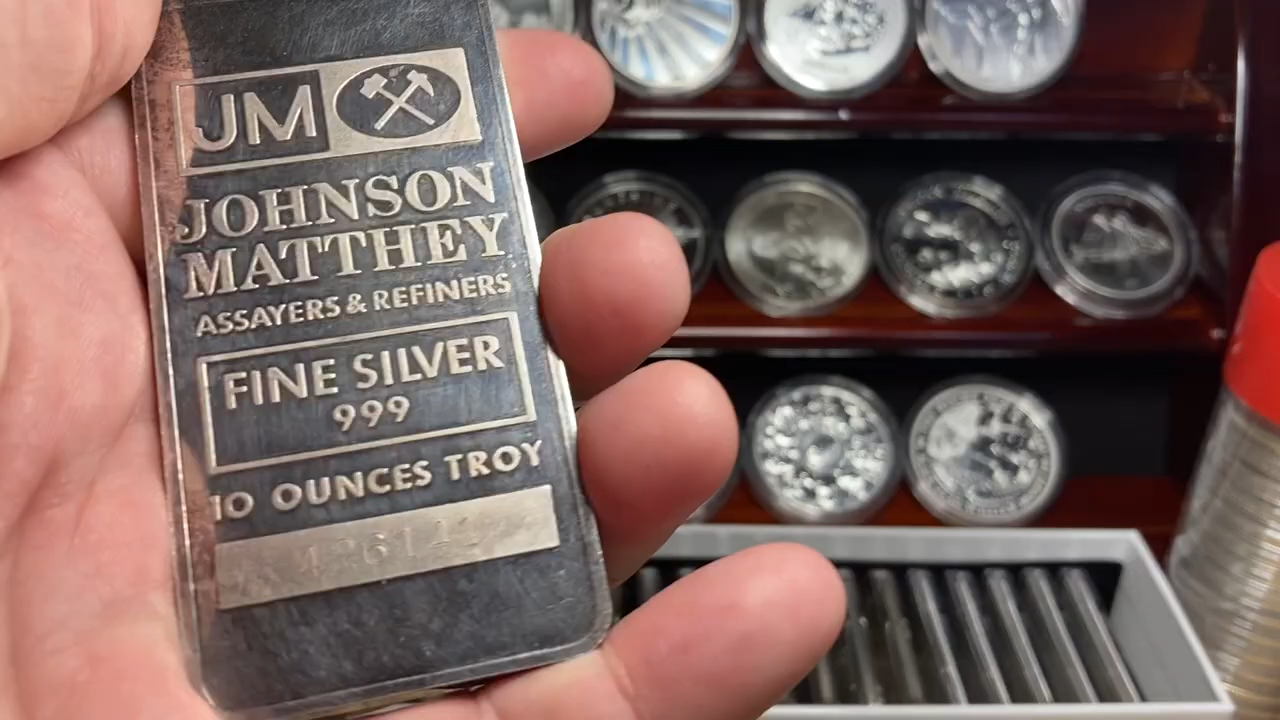 JM
JOHNSON
MATTHEY
ASSAYERS & REFINERS
FINE SILVER
999
10 OUNCES TROY